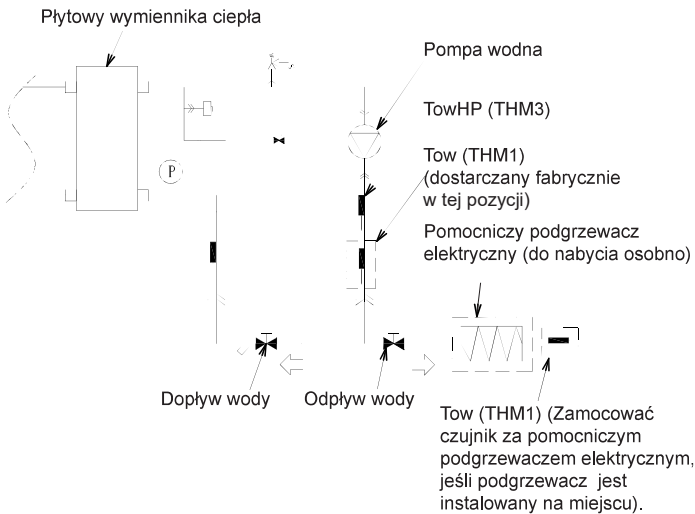 Płytowy wymiennik ciepła
Pompa wodna
TowHP (THM3)
Tow (THM1)
(dostarczany fabrycznie
w tej pozycji)
P
Pomocniczy podgrzewacz
elektryczny (do nabycia osobno)
Dopływ wody
Odpływ wody
Tow (THM1) (Zamocować
czujnik za pomocniczym
podgrzewaczem elektrycznym,
jeśli podgrzewacz jest
instalowany na miejscu).